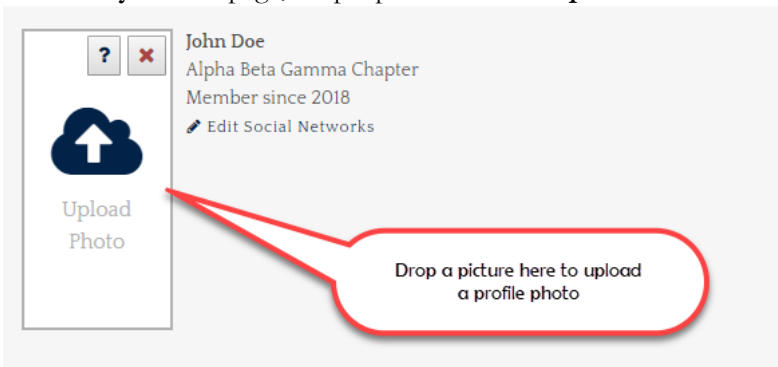 ?
John Doe
Alpha Beta Gamma Chapter
Member since 2018
Edit Social Networks
Upload
Photo
Drop a picture here to upload
a profile photo